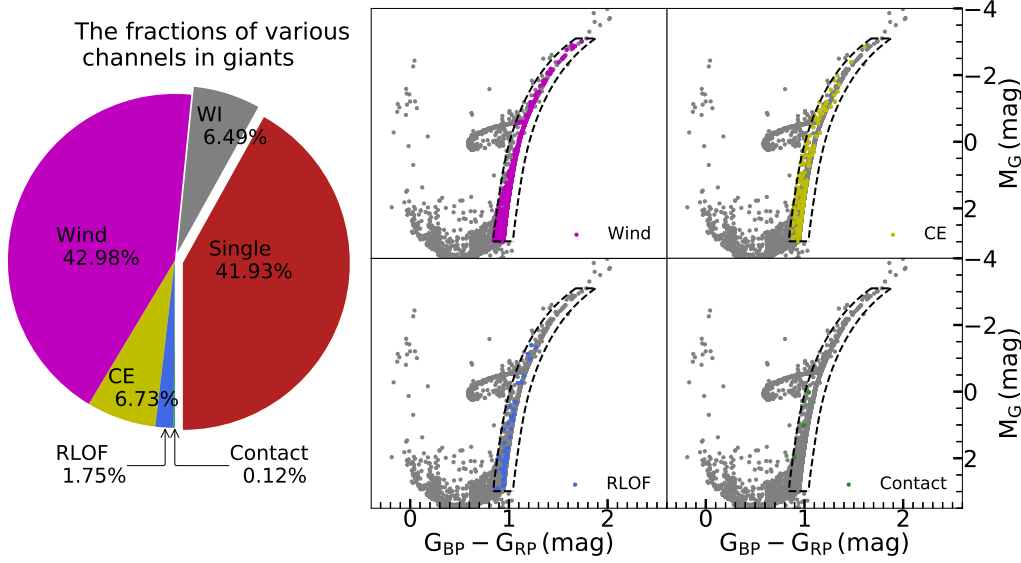 The fractions of various
channels in giants
WI
6.49%
Wind
42.98%
Single
41.93%
CE
6.73%
RLOF
1.75%
Contact
0.12%
Wind
CE
−4
−2
0
2
M_G (mag)
RLOF
Contact
−4
−2
0
2
M_G (mag)
0 1 2
G_BP − G_RP (mag)
0 1 2
G_BP − G_RP (mag)